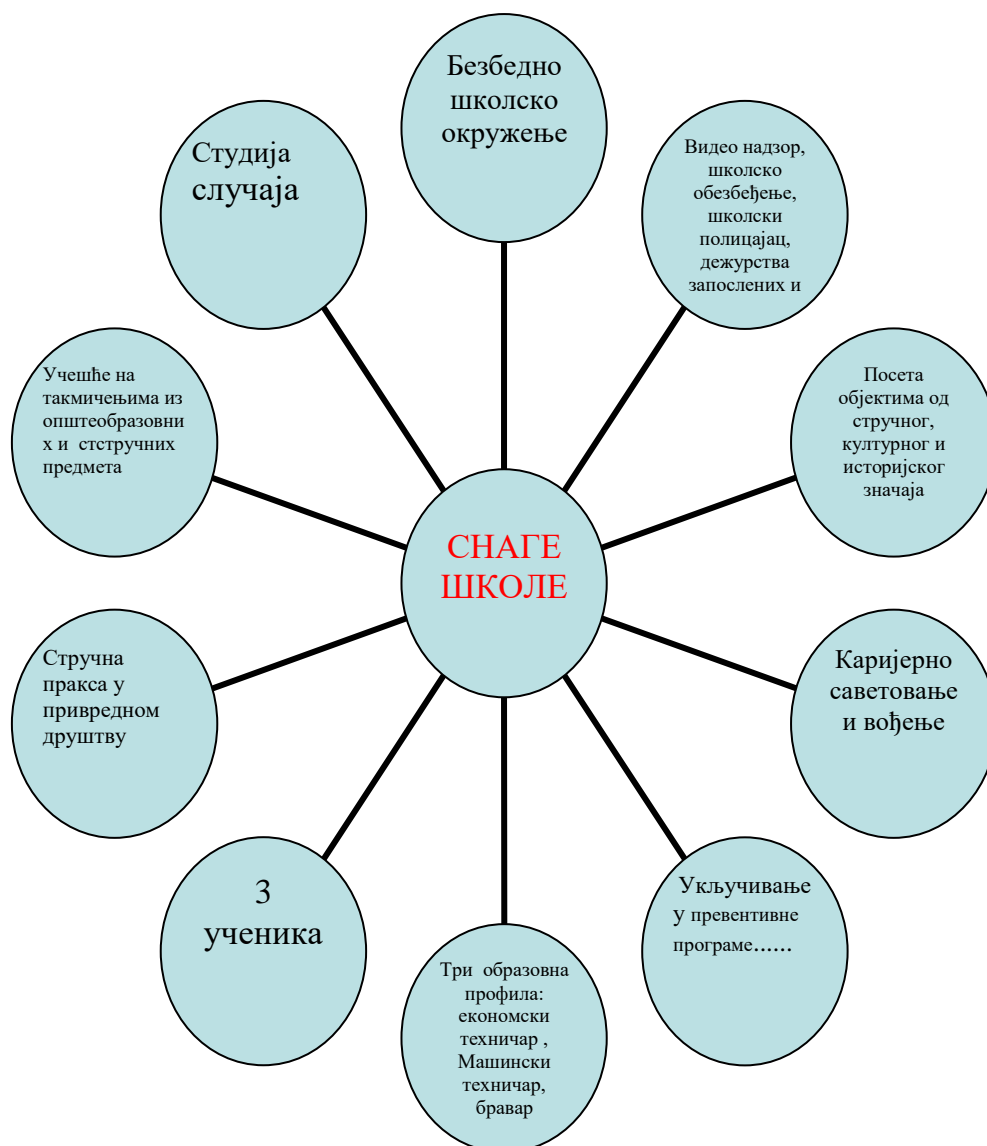 Безбедно
школско
окружење
Видео надзор,
школско
обезбеђење,
школски
полицајац,
дежурства
запослених и
Посета
објектима од
стручног,
културног и
историјског
значаја
Каријерно
саветовање
и вођење
Укључивање
у превентивне
програме......
Три образовна
профила:
економски
техничар ,
Машински
техничар,
бравар
3
ученика
Стручна
пракса у
привредном
друштву
Учешће на
такмичењима из
општеобразовни
х и стстручних
предмета
Студија
случаја
СНАГЕ
ШКОЛЕ